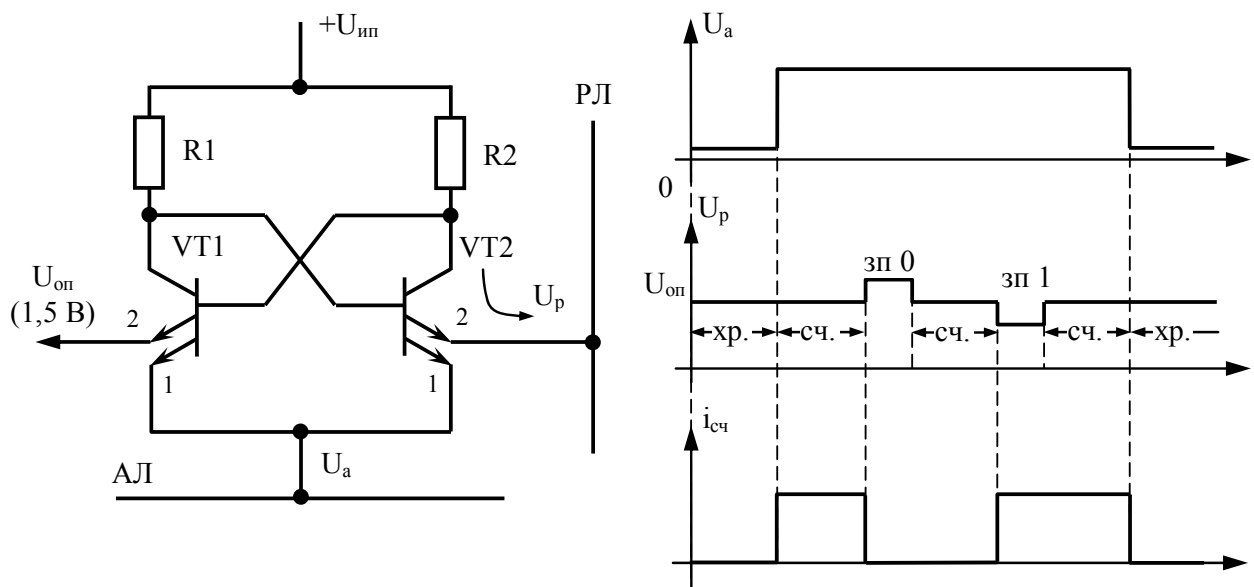 +Uип
РЛ
R1
R2
VT1
VT2
Uоп
(1,5 В)
2
2
Uр
1
1
Uа
АЛ
Uа
0
Uр
Uоп
зп 0
зп 1
хр.
сч.
сч.
сч.
хр.
iсч